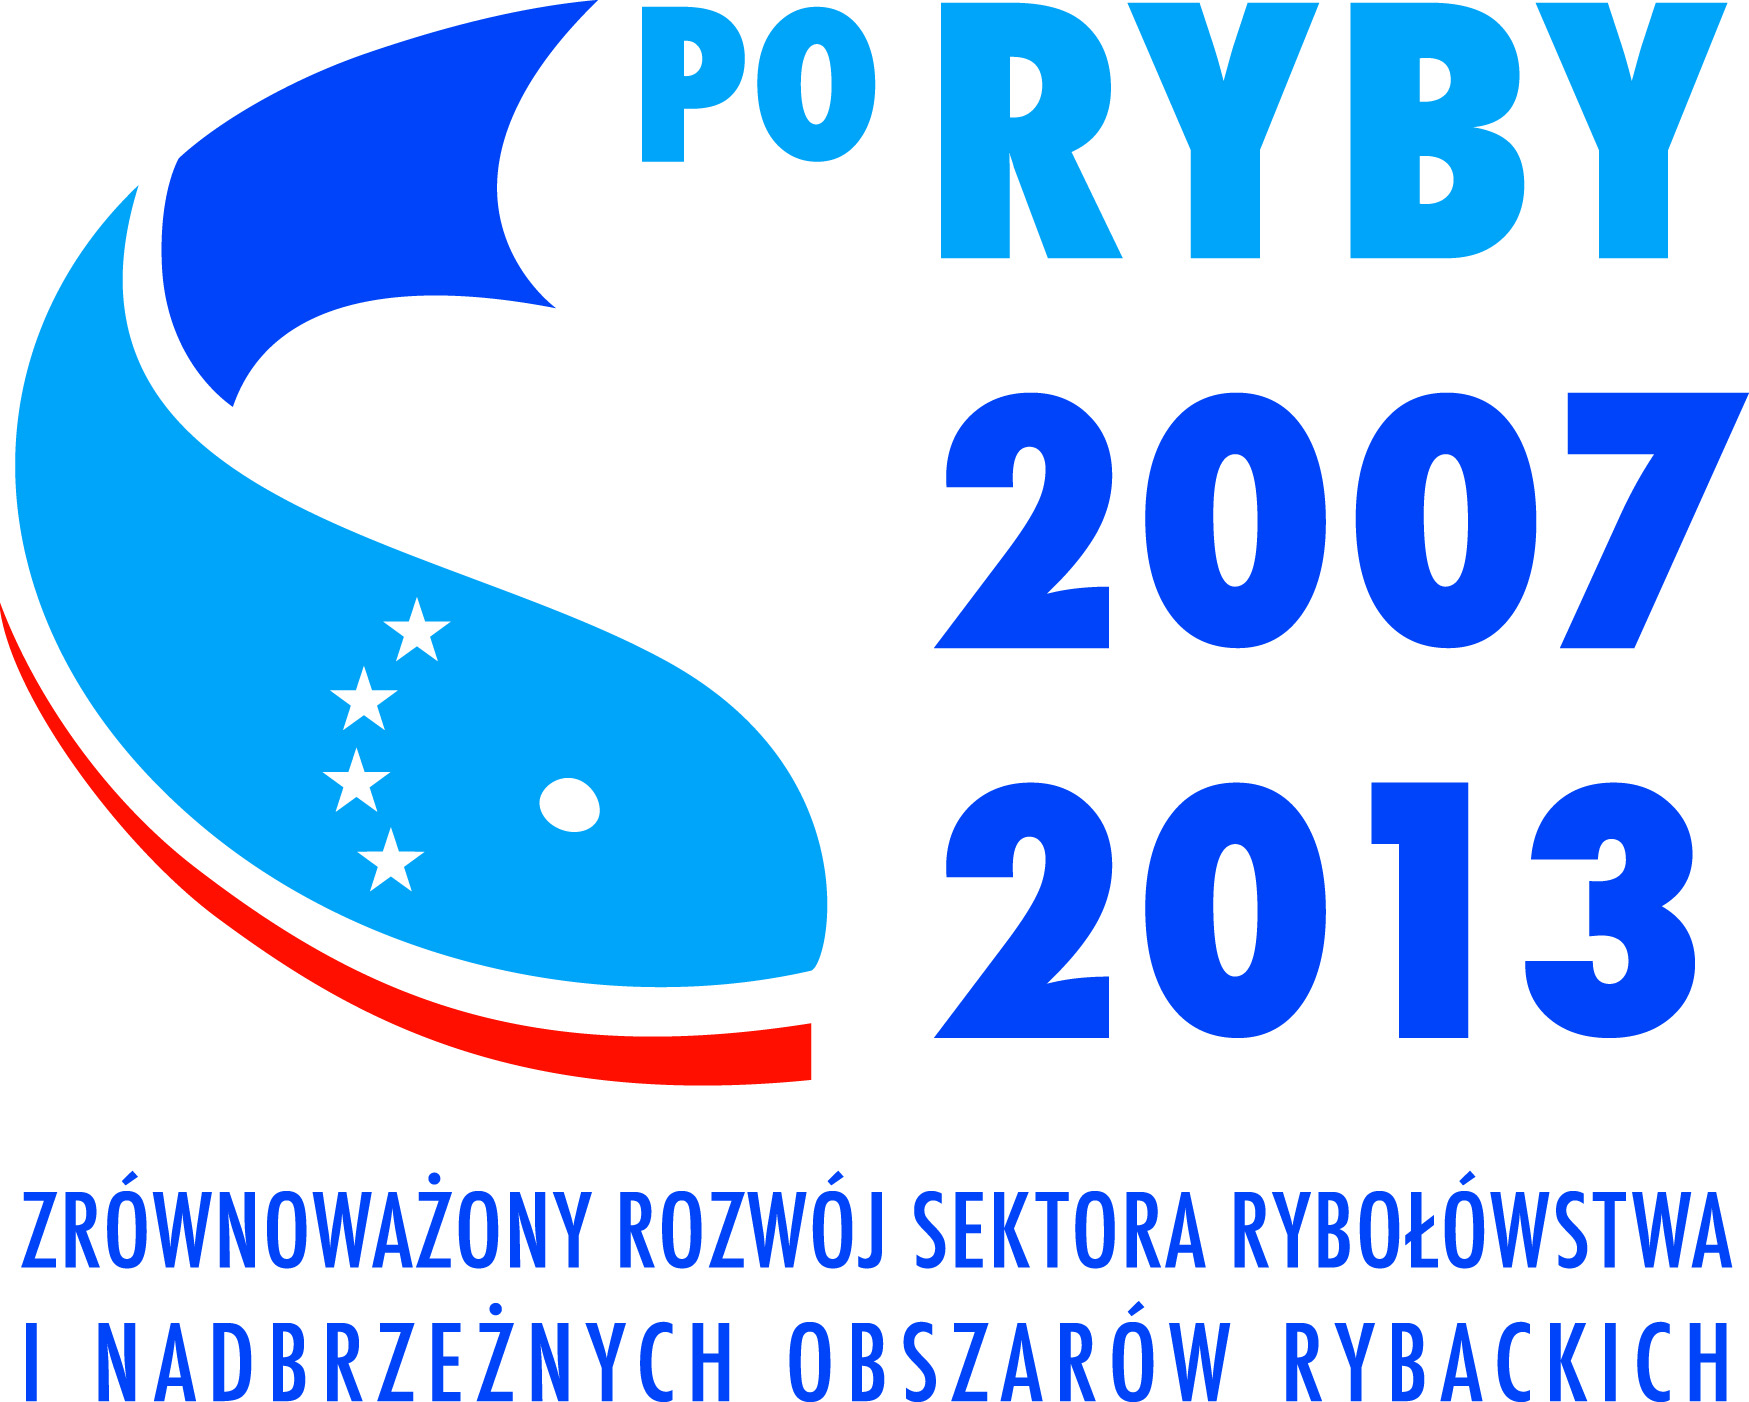 PO RYBY
2007
2013
ZRÓWNOWAŻONY ROZWÓJ SEKTORA RYBOŁÓWSTWA
I NADBRZEŻNYCH OBSZARÓW RYBACKICH